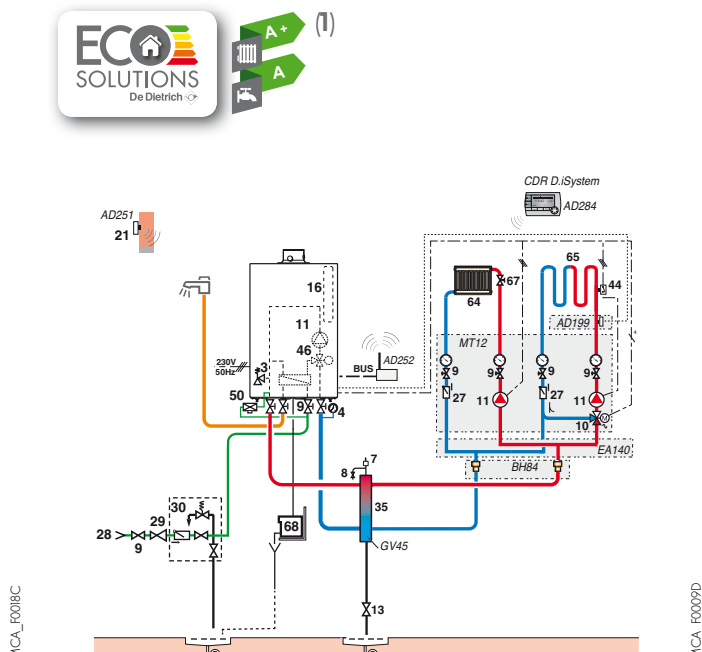 ECO
SOLUTIONS
De Dietrich
A+
A
(1)
CDR D.iSystem
AD284
AD251
21
65
16
67
44
64
11
AD199
MT12
46
4
AD252
3
230V
50Hz
BUS
9
9
9
9
50
9
4
27
27
11
11
10
M
EA140
7
BH84
8
30
35
29
28
68
9
GV45
13
MCA_F0018C
MCA_F0009D